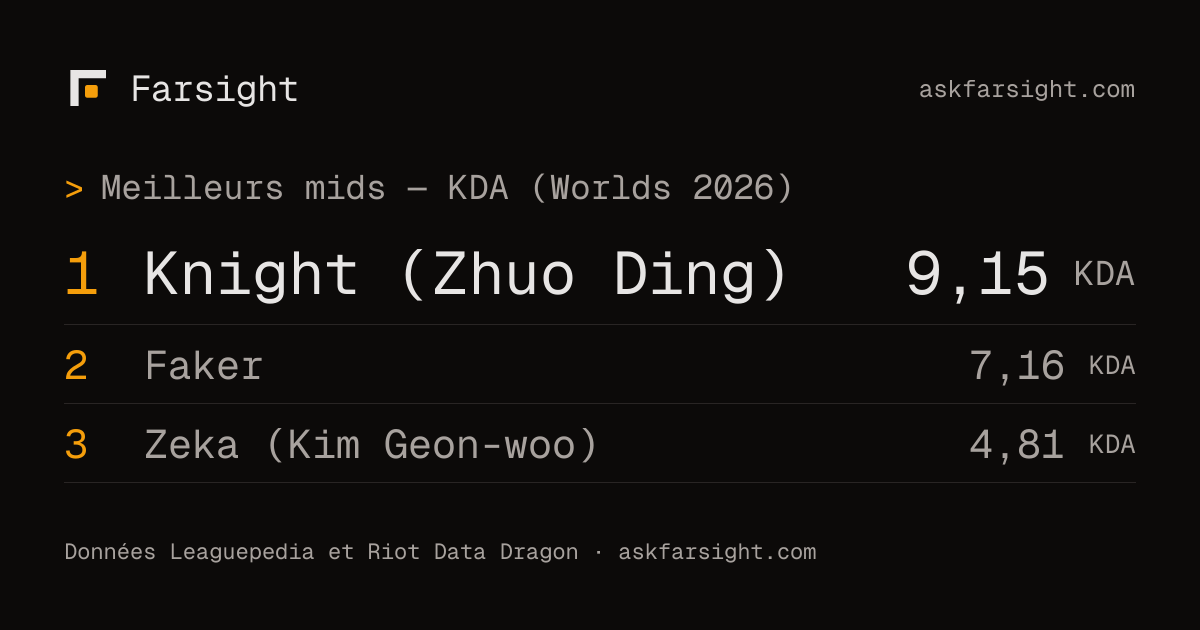 Farsight askfarsight.com
> Meilleurs mids — KDA (Worlds 2026)
1 Knight (Zhuo Ding) 9,15 KDA
2 Faker 7,16 KDA
3 Zeka (Kim Geon-woo) 4,81 KDA
Données Leaguepedia et Riot Data Dragon · askfarsight.com